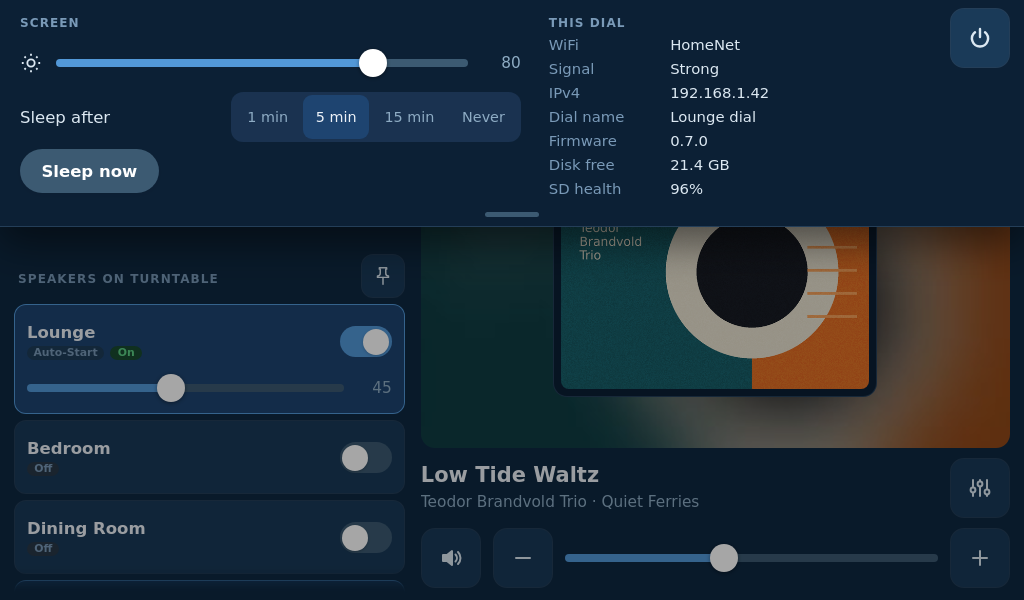 SCREEN
80
Sleep after
1 min
5 min
15 min
Never
Sleep now
THIS DIAL
WiFi HomeNet
Signal Strong
IPv4 192.168.1.42
Dial name Lounge dial
Firmware 0.7.0
Disk free 21.4 GB
SD health 96%
SPEAKERS ON TURNTABLE
Lounge
Auto-Start On
45
Bedroom
Off
Dining Room
Off
Teodor
Brandvold
Trio
Low Tide Waltz
Teodor Brandvold Trio · Quiet Ferries